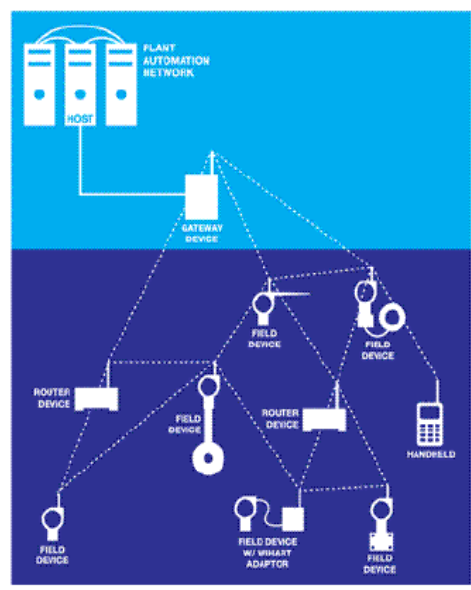 PLANT
AUTOMATION
NETWORK
HOST
GATEWAY
DEVICE
FIELD
DEVICE
FIELD
DEVICE
ROUTER
DEVICE
FIELD
DEVICE
ROUTER
DEVICE
HANDHELD
FIELD
DEVICE
FIELD DEVICE
W/ WIHART
ADAPTOR
FIELD
DEVICE